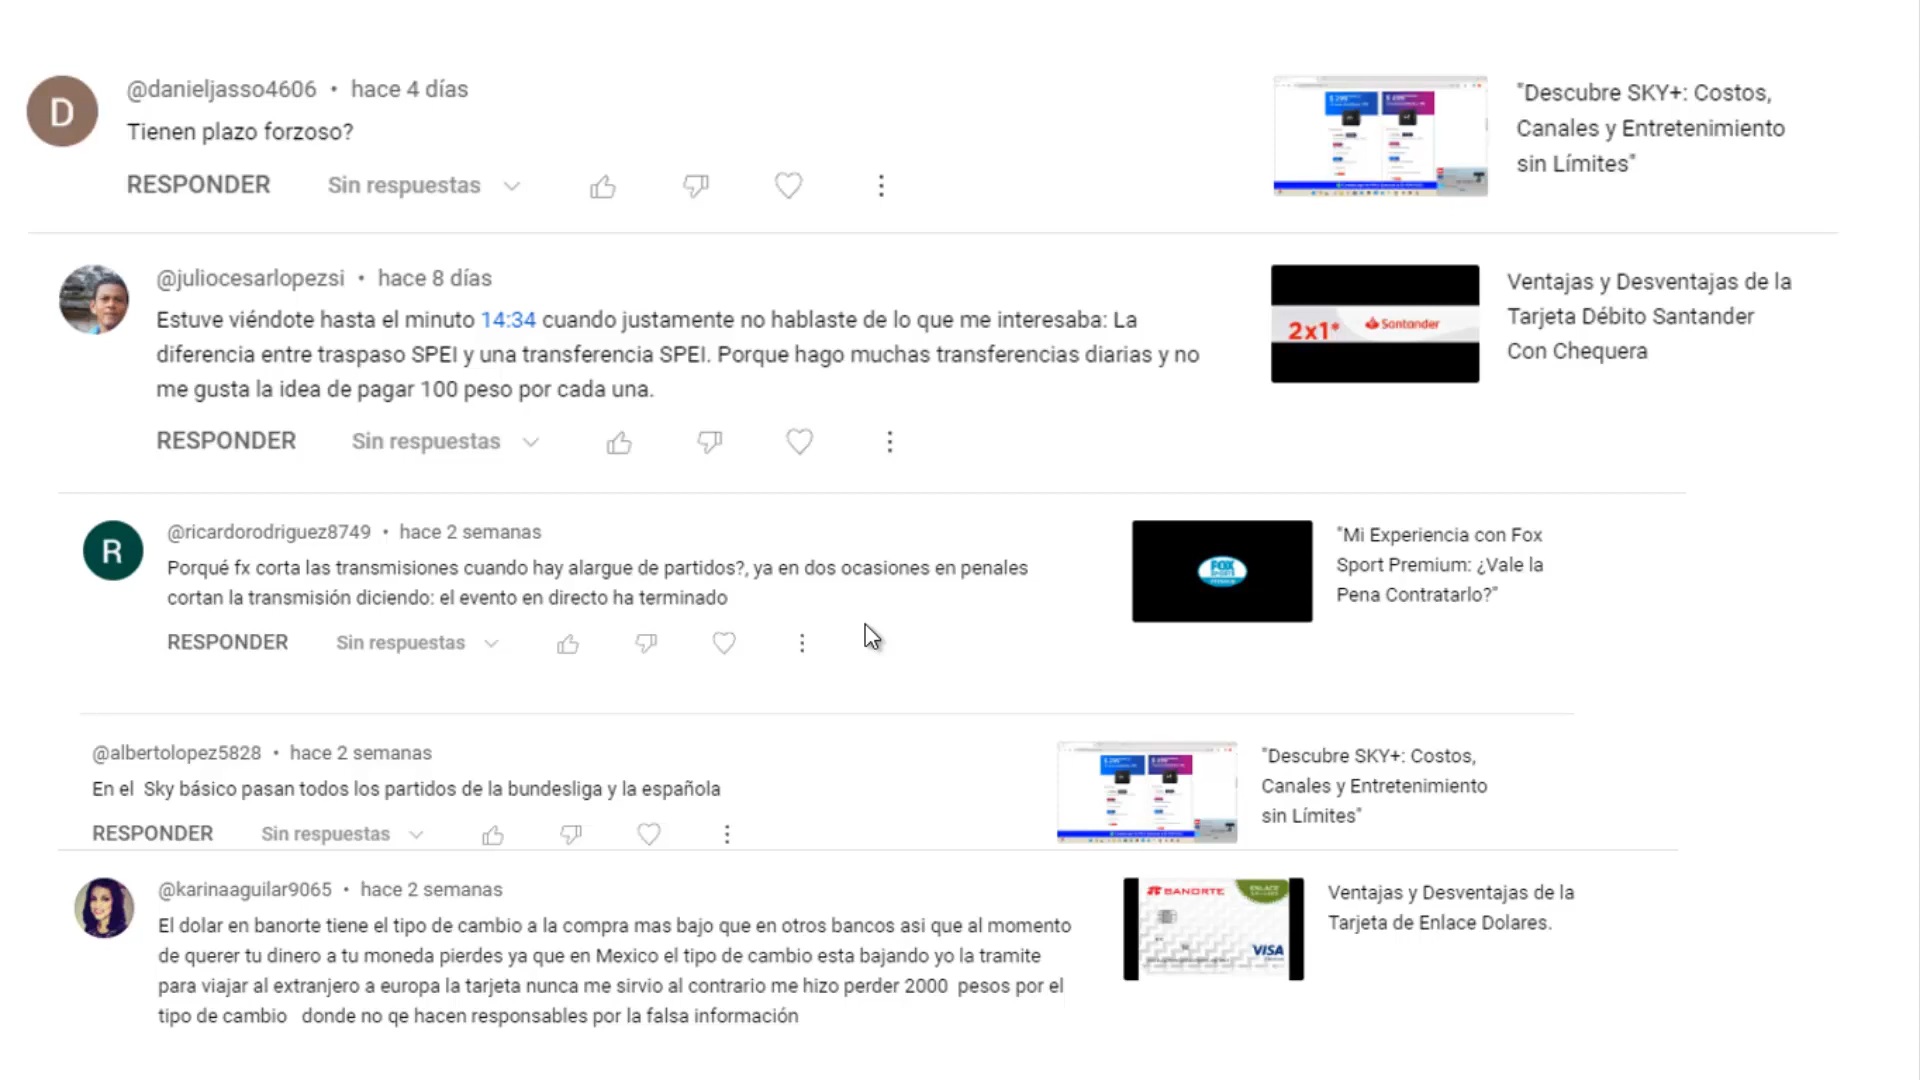 D
@danieljasso4606 • hace 4 días
Tienen plazo forzoso?
RESPONDER Sin respuestas
"Descubre SKY+: Costos,
Canales y Entretenimiento
sin Límites"
@juliocesarlopezsi • hace 8 días
Estuve viéndote hasta el minuto 14:34 cuando justamente no hablaste de lo que me interesaba: La
diferencia entre traspaso SPEI y una transferencia SPEI. Porque hago muchas transferencias diarias y no
me gusta la idea de pagar 100 peso por cada una.
RESPONDER Sin respuestas
2x1* Santander
Ventajas y Desventajas de la
Tarjeta Débito Santander
Con Chequera
R
@ricardorodriguez8749 • hace 2 semanas
Porqué fx corta las transmisiones cuando hay alargue de partidos?, ya en dos ocasiones en penales
cortan la transmisión diciendo: el evento en directo ha terminado
RESPONDER Sin respuestas
FOX
SPORTS
"Mi Experiencia con Fox
Sport Premium: ¿Vale la
Pena Contratarlo?"
@albertolopez5828 • hace 2 semanas
En el Sky básico pasan todos los partidos de la bundesliga y la española
RESPONDER Sin respuestas
"Descubre SKY+: Costos,
Canales y Entretenimiento
sin Límites"
@karinaaguilar9065 • hace 2 semanas
El dolar en banorte tiene el tipo de cambio a la compra mas bajo que en otros bancos asi que al momento
de querer tu dinero a tu moneda pierdes ya que en Mexico el tipo de cambio esta bajando yo la tramite
para viajar al extranjero a europa la tarjeta nunca me sirvio al contrario me hizo perder 2000 pesos por el
tipo de cambio donde no qe hacen responsables por la falsa información
BANORTE
ENLACE
VISA
Ventajas y Desventajas de la
Tarjeta de Enlace Dolares.